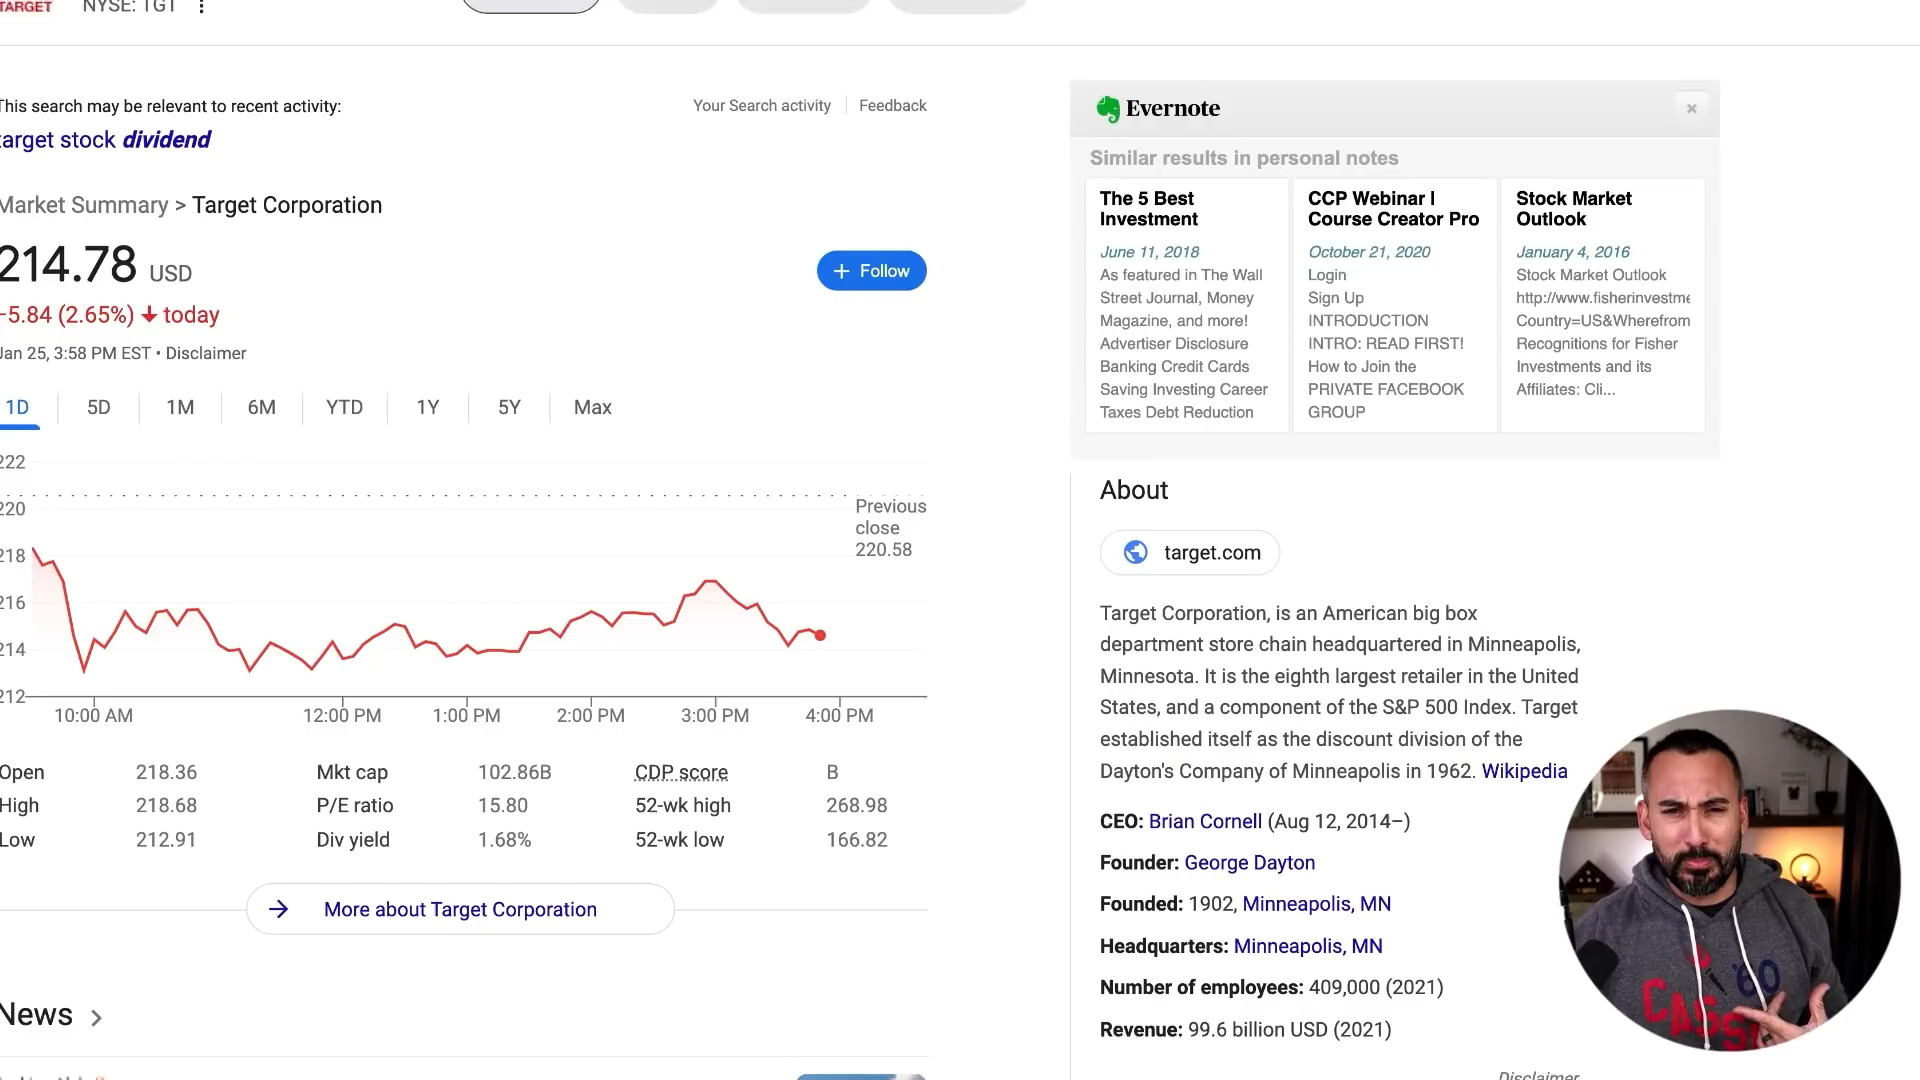 TARGET
NYSE: TGT
This search may be relevant to recent activity:
target stock dividend
Your Search activity
Feedback
Market Summary > Target Corporation
214.78 USD
-5.84 (2.65%) today
Jan 25, 3:58 PM EST • Disclaimer
+ Follow
1D 5D 1M 6M YTD 1Y 5Y Max
222
220
218
216
214
212
Previous
close
220.58
10:00 AM 12:00 PM 1:00 PM 2:00 PM 3:00 PM 4:00 PM
Open 218.36 Mkt cap 102.86B CDP score B
High 218.68 P/E ratio 15.80 52-wk high 268.98
Low 212.91 Div yield 1.68% 52-wk low 166.82
More about Target Corporation
News >
Evernote
Similar results in personal notes
The 5 Best
Investment
June 11, 2018
As featured in The Wall
Street Journal, Money
Magazine, and more!
Advertiser Disclosure
Banking Credit Cards
Saving Investing Career
Taxes Debt Reduction
CCP Webinar |
Course Creator Pro
October 21, 2020
Login
Sign Up
INTRODUCTION
INTRO: READ FIRST!
How to Join the
PRIVATE FACEBOOK
GROUP
Stock Market
Outlook
January 4, 2016
Stock Market Outlook
http://www.fisherinvestme
Country=US&Wherefrom
Recognitions for Fisher
Investments and its
Affiliates: Cli...
About
target.com
Target Corporation, is an American big box
department store chain headquartered in Minneapolis,
Minnesota. It is the eighth largest retailer in the United
States, and a component of the S&P 500 Index. Target
established itself as the discount division of the
Dayton's Company of Minneapolis in 1962. Wikipedia
CEO: Brian Cornell (Aug 12, 2014–)
Founder: George Dayton
Founded: 1902, Minneapolis, MN
Headquarters: Minneapolis, MN
Number of employees: 409,000 (2021)
Revenue: 99.6 billion USD (2021)
Disclaimer
'60